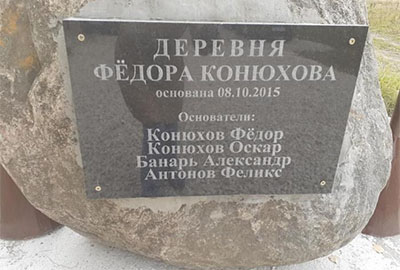 ДЕРЕВНЯ
ФЁДОРА КОНЮХОВА
основана 08.10.2015
Основатели:
Конюхов Фёдор
Конюхов Оскар
Банарь Александр
Антонов Феликс